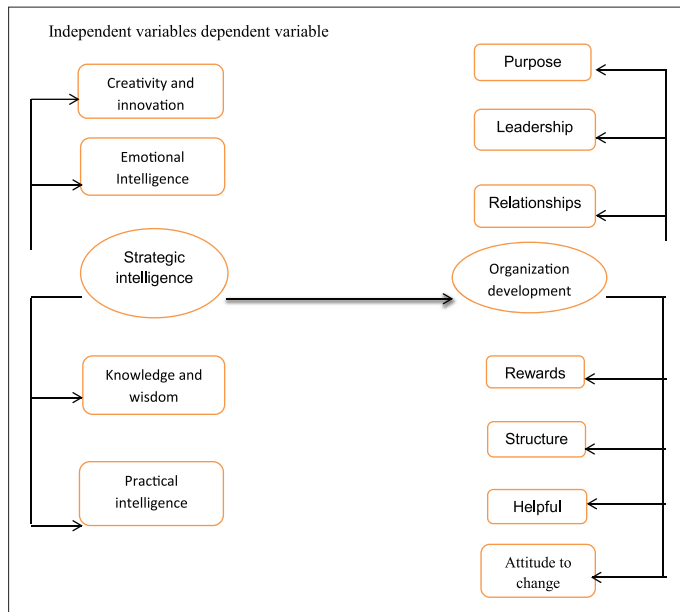 Independent variables dependent variable
Creativity and
innovation
Emotional
Intelligence
Strategic
intelligence
Knowledge and
wisdom
Practical
intelligence
Purpose
Leadership
Relationships
Organization
development
Rewards
Structure
Helpful
Attitude to
change